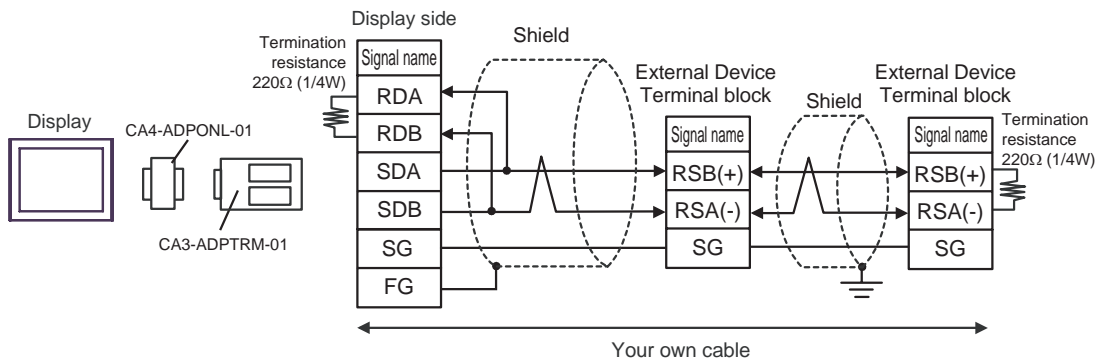 Display side
Shield
Termination
resistance
220Ω (1/4W)
Signal name
RDA
RDB
SDA
SDB
SG
FG
Display
CA4-ADPONL-01
CA3-ADPTRM-01
External Device
Terminal block
Signal name
RSB(+)
RSA(-)
SG
Shield
External Device
Terminal block
Signal name
RSB(+)
RSA(-)
SG
Termination
resistance
220Ω (1/4W)
Your own cable